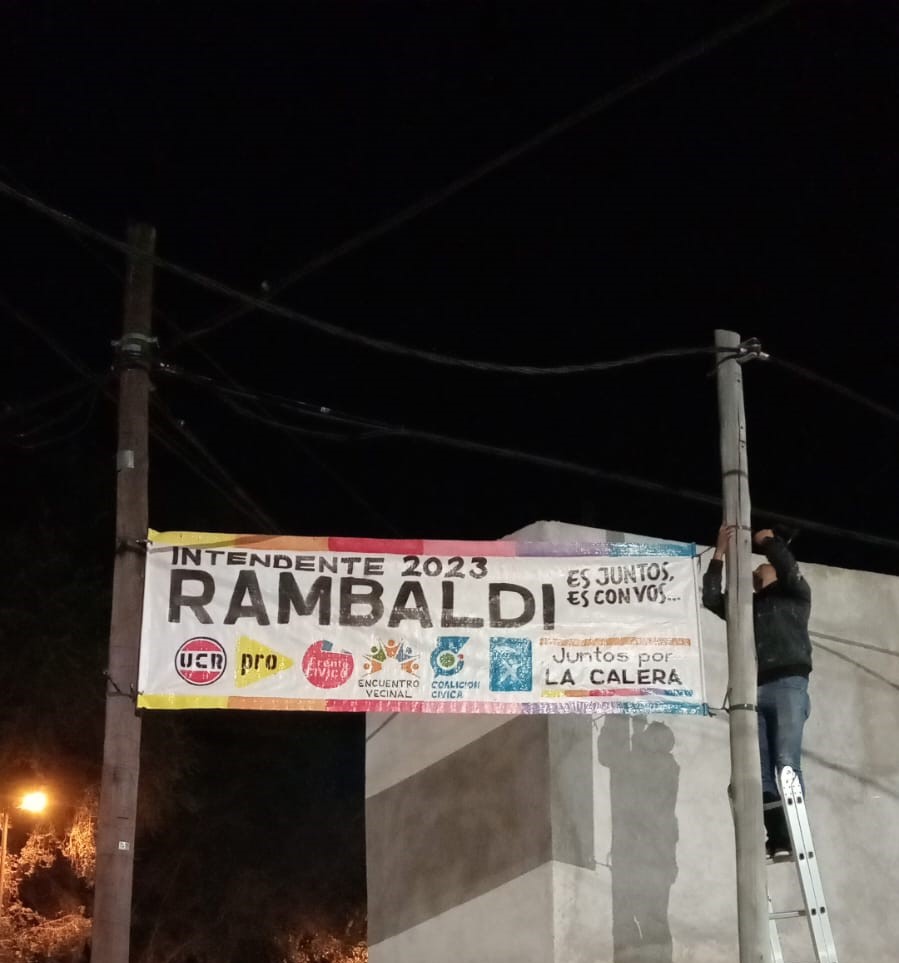 INTENDENTE 2023
RAMBALDI
ES JUNTOS,
ES CON VOS...
UCR
pro
Frente
Cívico
ENCUENTRO
VECINAL
COALICION
CIVICA
Juntos por
LA CALERA